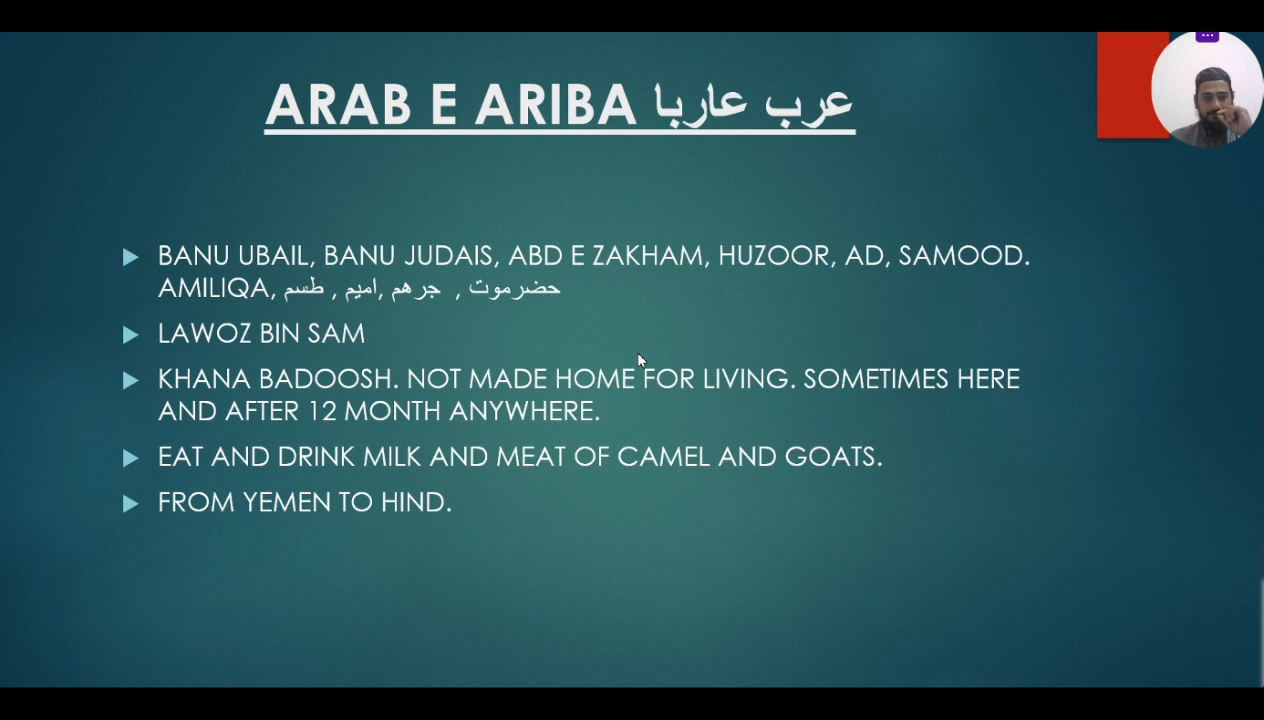 ARAB E ARIBA عرب عاربا
BANU UBAIL, BANU JUDAIS, ABD E ZAKHAM, HUZOOR, AD, SAMOOD.
AMILIQA, حضرموت , جرهم ,اميم , طسم
LAWOZ BIN SAM
KHANA BADOOSH. NOT MADE HOME FOR LIVING. SOMETIMES HERE
AND AFTER 12 MONTH ANYWHERE.
EAT AND DRINK MILK AND MEAT OF CAMEL AND GOATS.
FROM YEMEN TO HIND.